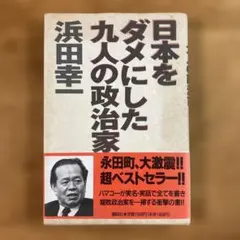 日本を
ダメにした
九人の政治家
浜田幸一
永田町、大激震!!
超ベストセラー!!
ハマコーが実名・実話で全てを書き
腐敗政治家を一掃する衝撃の書!!